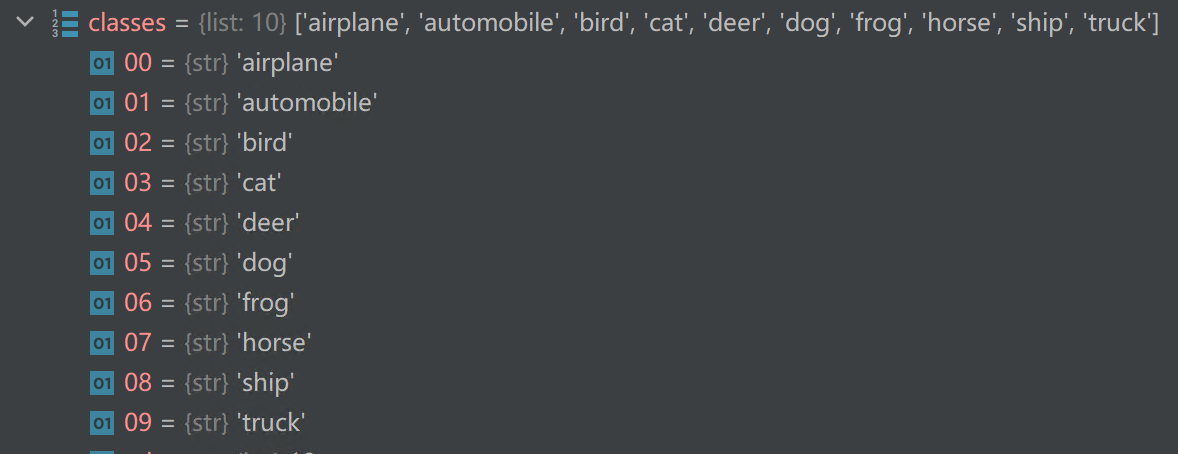 classes = {list: 10} ['airplane', 'automobile', 'bird', 'cat', 'deer', 'dog', 'frog', 'horse', 'ship', 'truck']
01 00 = {str} 'airplane'
01 01 = {str} 'automobile'
01 02 = {str} 'bird'
01 03 = {str} 'cat'
01 04 = {str} 'deer'
01 05 = {str} 'dog'
01 06 = {str} 'frog'
01 07 = {str} 'horse'
01 08 = {str} 'ship'
01 09 = {str} 'truck'